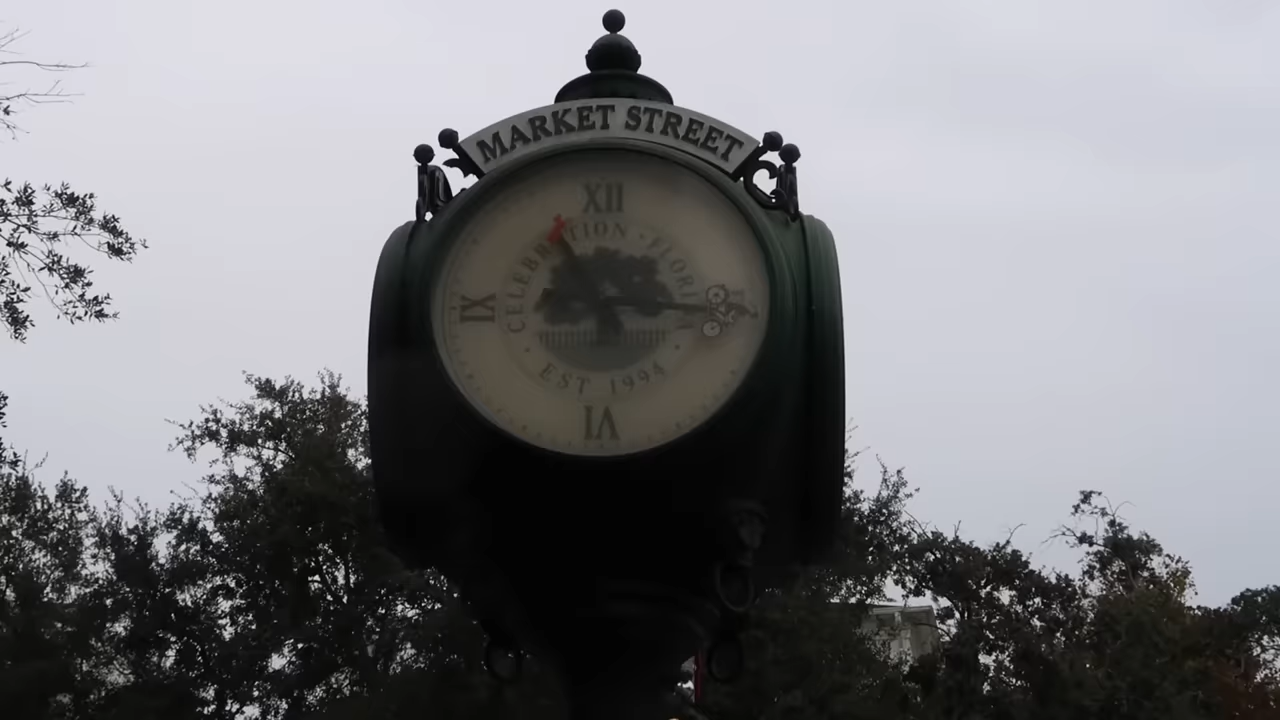 MARKET STREET
XII
CELEBRATION · FLORIDA
IX
VI
· EST 1994 ·